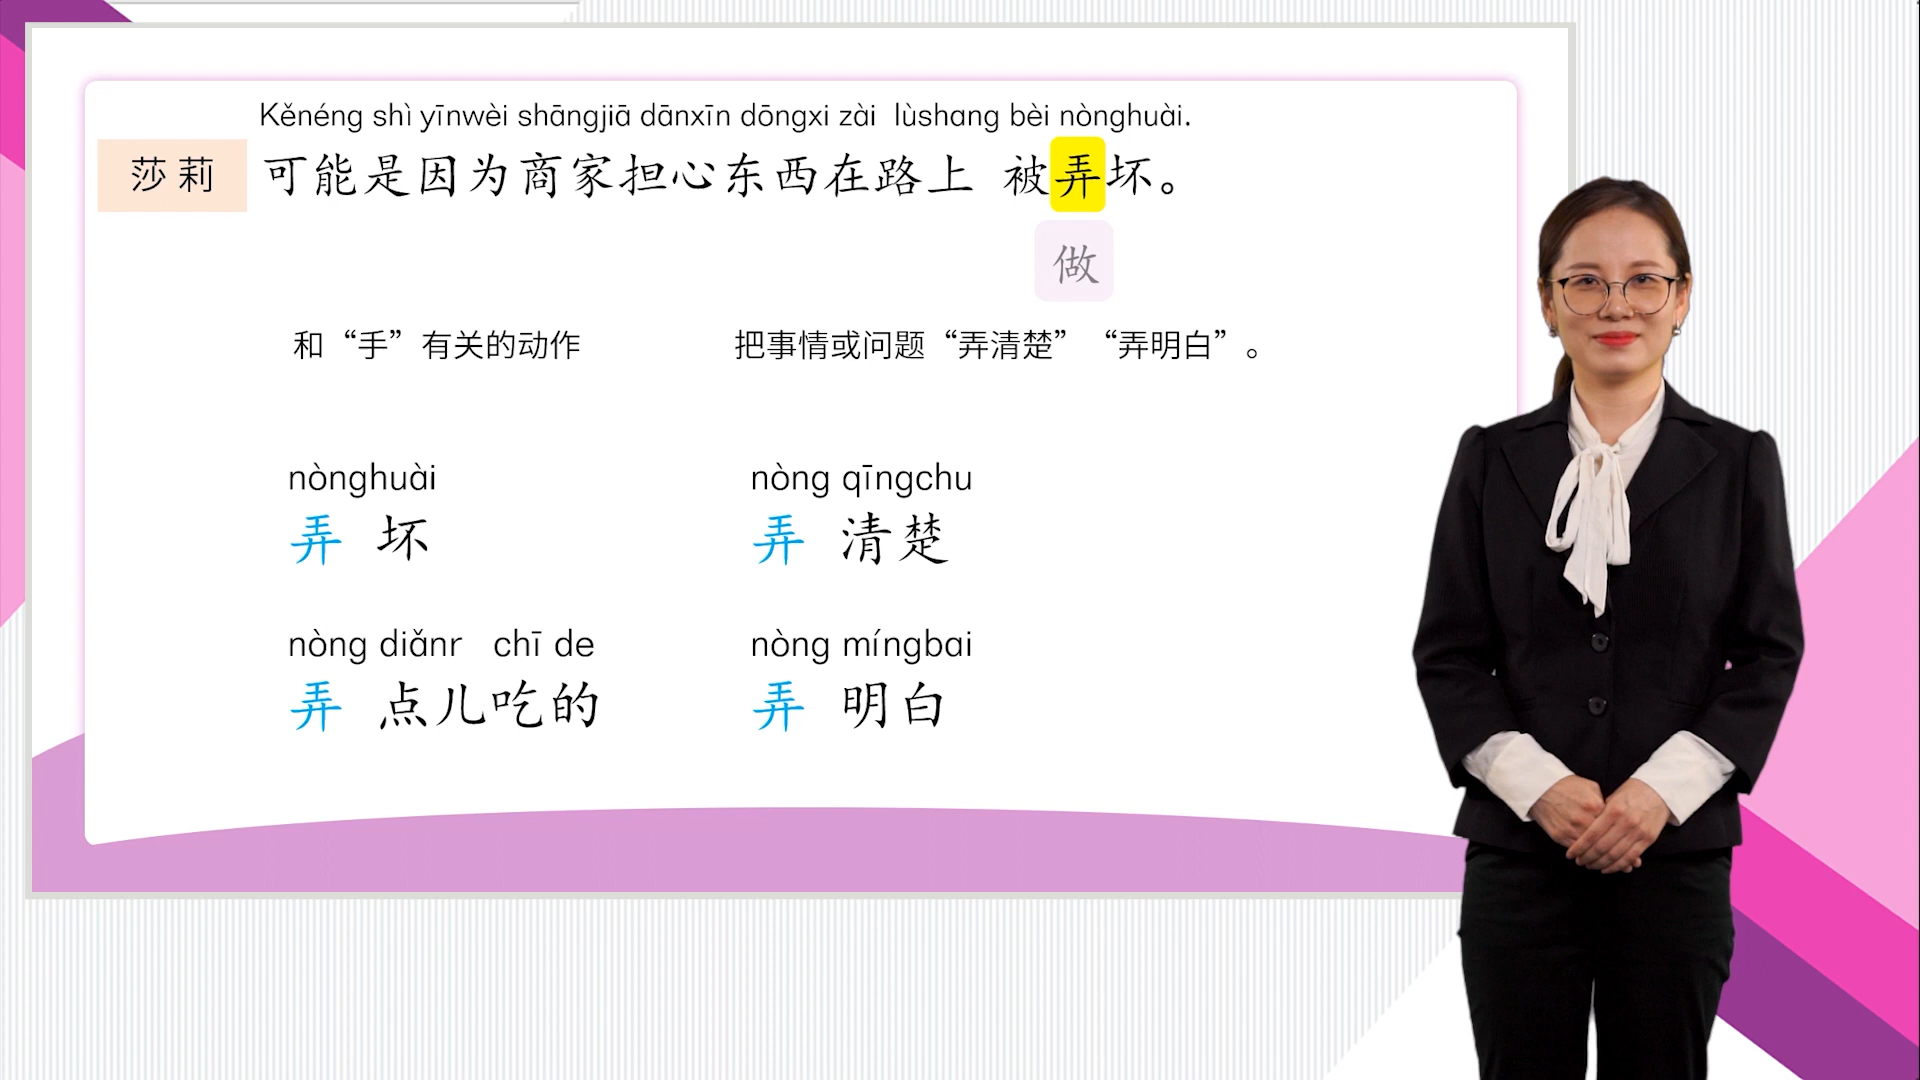 Kěnéng shì yīnwèi shāngjiā dānxīn dōngxi zài lùshang bèi nònghuài.
莎莉 可能是因为商家担心东西在路上 被弄坏。
做
和“手”有关的动作 把事情或问题“弄清楚”“弄明白”。
nònghuài nòng qīngchu
弄 坏 弄 清楚
nòng diǎnr chī de nòng míngbai
弄 点儿吃的 弄 明白